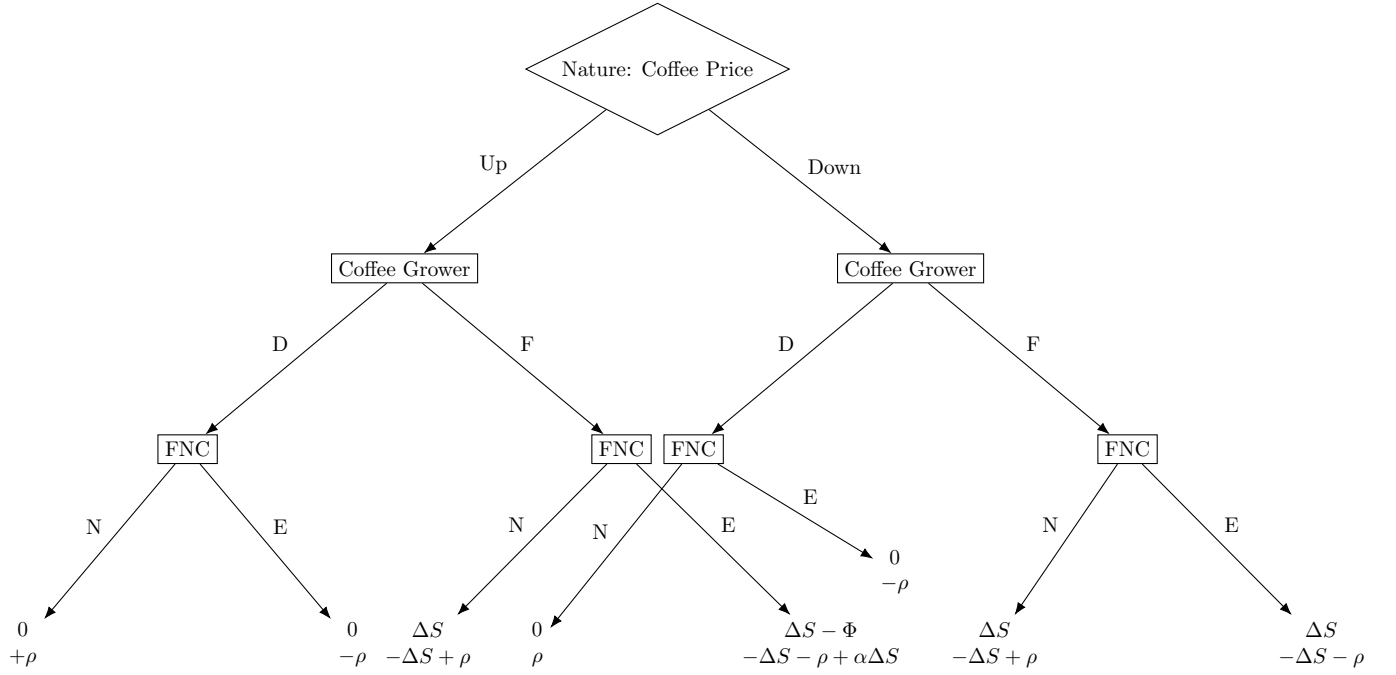 Nature: Coffee Price
Up
Down
Coffee Grower
Coffee Grower
D
F
D
F
FNC
FNC
FNC
FNC
N
E
N
N
E
E
N
E
0
+ρ
0
−ρ
ΔS
−ΔS + ρ
0
ρ
ΔS − Φ
−ΔS − ρ + αΔS
0
−ρ
ΔS
−ΔS + ρ
ΔS
−ΔS − ρ